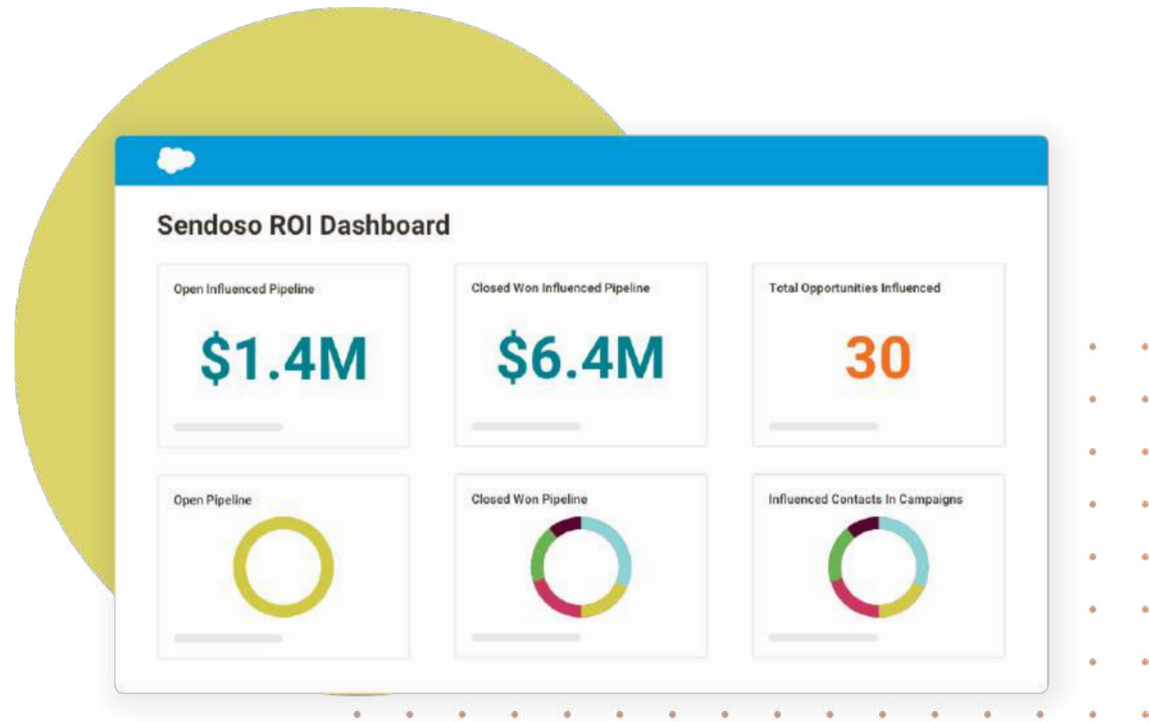 Sendoso ROI Dashboard
Open Influenced Pipeline
$1.4M
Closed Won Influenced Pipeline
$6.4M
Total Opportunities Influenced
30
Open Pipeline
Closed Won Pipeline
Influenced Contacts In Campaigns